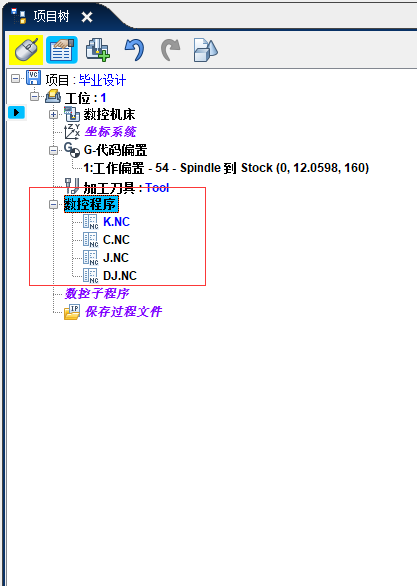 项目树
项目 : 毕业设计
工位 : 1
数控机床
坐标系统
G-代码偏置
1:工作偏置 - 54 - Spindle 到 Stock (0, 12.0598, 160)
加工刀具 : Tool
数控程序
K.NC
C.NC
J.NC
DJ.NC
数控子程序
保存过程文件